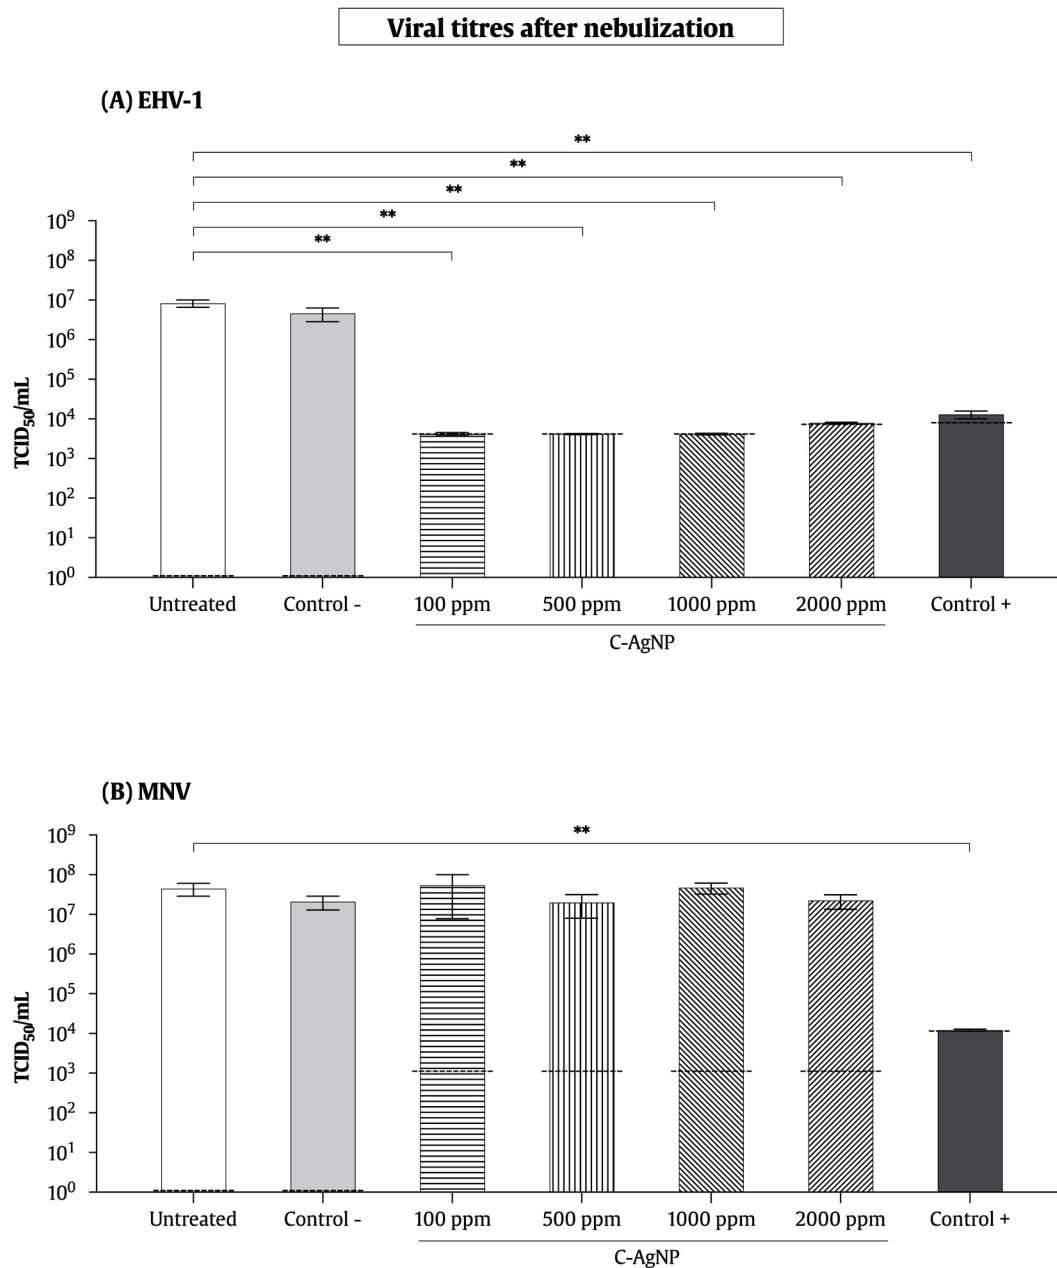 Viral titres after nebulization
(A) EHV-1
**
**
**
**
**
10⁹
10⁸
10⁷
10⁶
10⁵
10⁴
10³
10²
10¹
10⁰
TCID₅₀/mL
Untreated Control - 100 ppm 500 ppm 1000 ppm 2000 ppm Control +
C-AgNP
(B) MNV
**
10⁹
10⁸
10⁷
10⁶
10⁵
10⁴
10³
10²
10¹
10⁰
TCID₅₀/mL
Untreated Control - 100 ppm 500 ppm 1000 ppm 2000 ppm Control +
C-AgNP